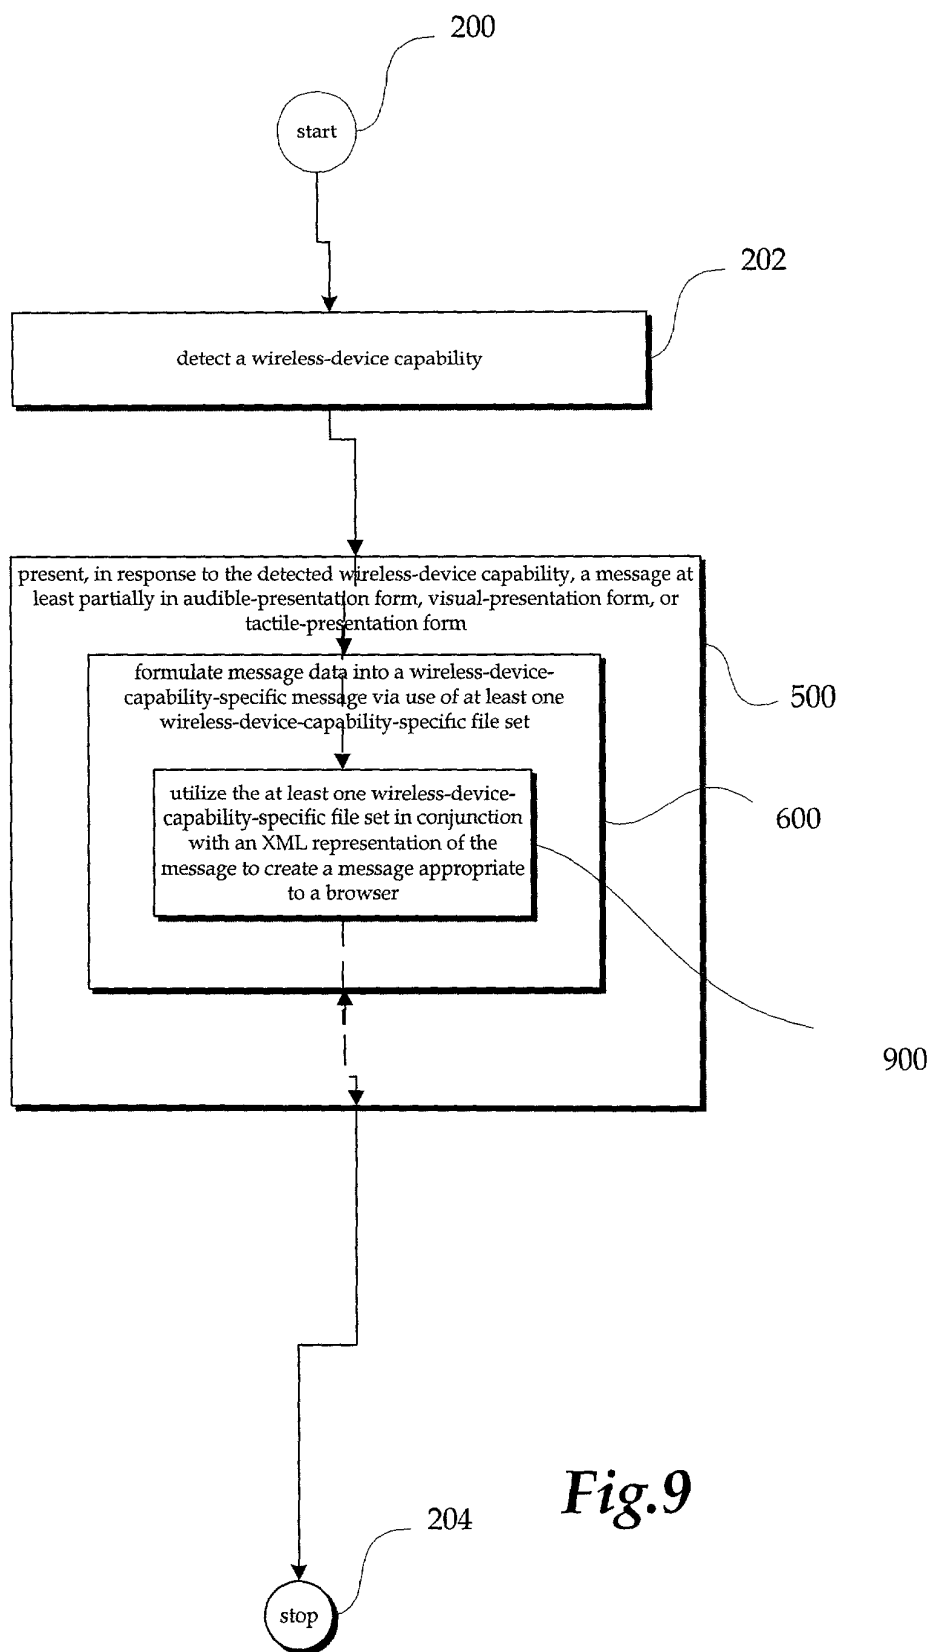 200
start
202
detect a wireless-device capability
present, in response to the detected wireless-device capability, a message at
least partially in audible-presentation form, visual-presentation form, or
tactile-presentation form
formulate message data into a wireless-device-
capability-specific message via use of at least one
wireless-device-capability-specific file set
500
utilize the at least one wireless-device-
capability-specific file set in conjunction
with an XML representation of the
message to create a message appropriate
to a browser
600
900
Fig.9
204
stop